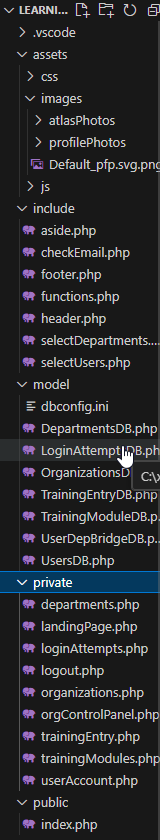 LEARNI...
.vscode
assets
css
images
atlasPhotos
profilePhotos
Default_pfp.svg.png
js
include
aside.php
checkEmail.php
footer.php
functions.php
header.php
selectDepartments....
selectUsers.php
model
dbconfig.ini
DepartmentsDB.php
LoginAttempt DB.ph
OrganizationsD
C:\
TrainingEntryDB.php
TrainingModuleDB.p...
UserDepBridgeDB.p...
UsersDB.php
private
departments.php
landingPage.php
loginAttempts.php
logout.php
organizations.php
orgControlPanel.php
trainingEntry.php
trainingModules.php
userAccount.php
public
index.php